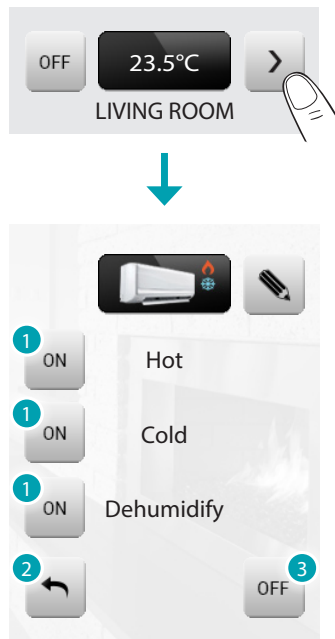 OFF 23.5°C >
LIVING ROOM
1
ON Hot
1
ON Cold
1
ON Dehumidify
2 3
OFF